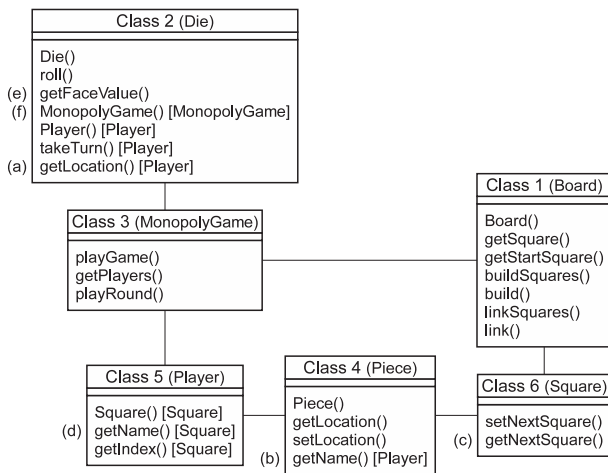 Class 2 (Die)
Die()
roll()
(e) getFaceValue()
(f) MonopolyGame() [MonopolyGame]
Player() [Player]
takeTurn() [Player]
(a) getLocation() [Player]
Class 3 (MonopolyGame)
playGame()
getPlayers()
playRound()
Class 1 (Board)
Board()
getSquare()
getStartSquare()
buildSquares()
build()
linkSquares()
link()
Class 5 (Player)
Square() [Square]
(d) getName() [Square]
getIndex() [Square]
Class 4 (Piece)
Piece()
getLocation()
setLocation()
(b) getName() [Player]
Class 6 (Square)
setNextSquare()
(c) getNextSquare()